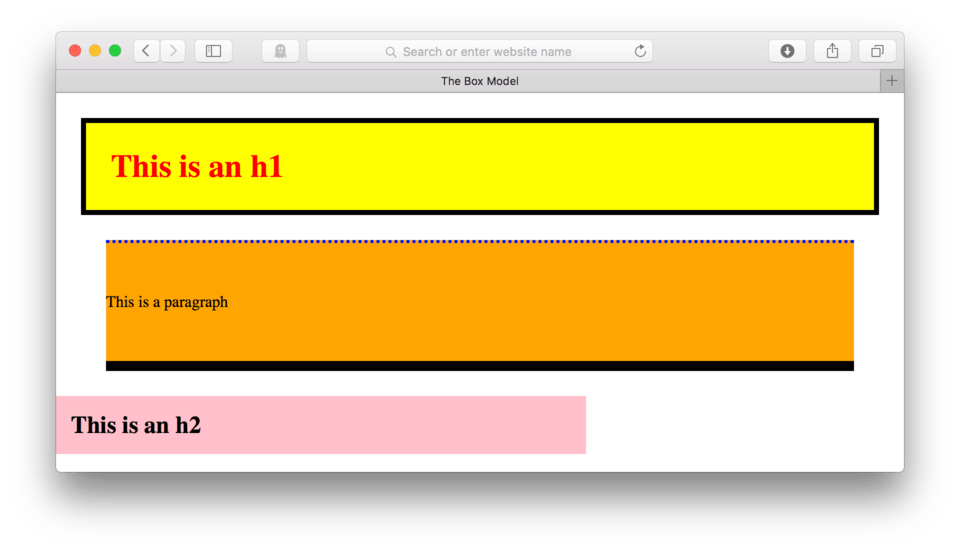 Search or enter website name
The Box Model
This is an h1
This is a paragraph
This is an h2